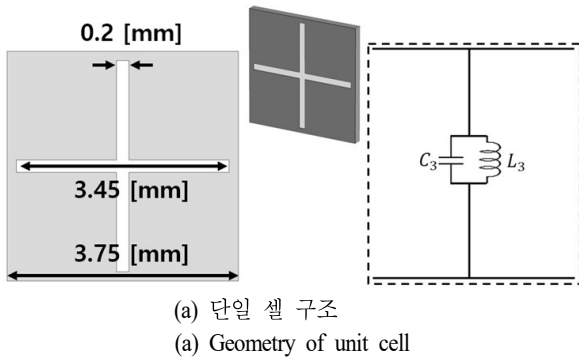 0.2 [mm]
3.45 [mm]
3.75 [mm]
C₃ L₃
(a) 단일 셀 구조
(a) Geometry of unit cell